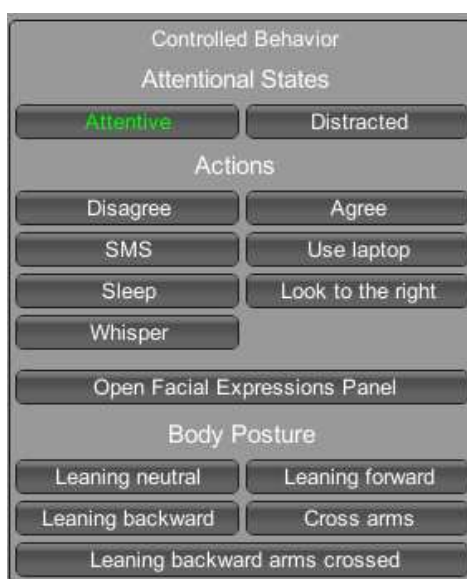 Controlled Behavior
Attentional States
Attentive Distracted
Actions
Disagree Agree
SMS Use laptop
Sleep Look to the right
Whisper
Open Facial Expressions Panel
Body Posture
Leaning neutral Leaning forward
Leaning backward Cross arms
Leaning backward arms crossed